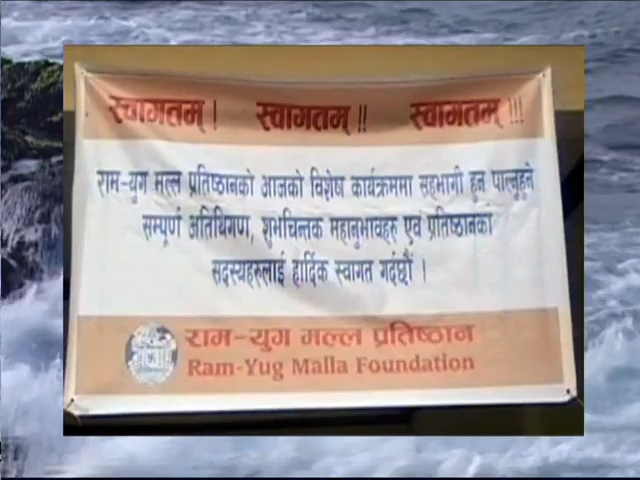 स्वागतम् ! स्वागतम् !! स्वागतम् !!!
राम-युग मल्ल प्रतिष्ठानको आजको विशेष कार्यक्रममा सहभागी हुन पाल्नुहुने
सम्पूर्ण अतिथिगण, शुभचिन्तक महानुभावहरु एवं प्रतिष्ठानका
सदस्यहरुलाई हार्दिक स्वागत गर्दछौं ।
राम-युग मल्ल प्रतिष्ठान
Ram-Yug Malla Foundation